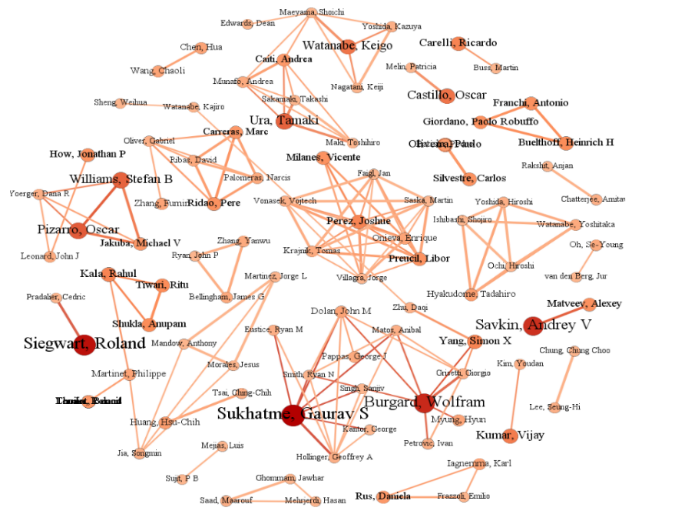 Maeyama, Shoichi
Edwards, Dean
Yoshida, Kazuya
Chen, Hua
Watanabe, Keigo
Carelli, Ricardo
Caiti, Andrea
Wang, Chaoli
Melin, Patricia
Buss, Martin
Munafo, Andrea
Nagatani, Keiji
Castillo, Oscar
Sakamaki, Takashi
Sheng, Weihua
Watanabe, Kajiro
Franchi, Antonio
Ura, Tamaki
Giordano, Paolo Robuffo
Carreras, Marc
Oliver, Gabriel
Maki, Toshihiro
Buelthoff, Heinrich H
How, Jonathan P
Ribas, David
Milanes, Vicente
Rakshit, Anjan
Williams, Stefan B
Palomeras, Narcis
Faigl, Jan
Silvestre, Carlos
Yoerger, Dana R
Zhang, Fumin
Ridao, Pere
Vonasek, Vojtech
Saska, Martin
Yoshida, Hiroshi
Chatterjee, Amitav
Pizarro, Oscar
Perez, Joshue
Ishibashi, Shojiro
Watanabe, Yoshitaka
Jakuba, Michael V
Zhang, Yanwu
Onieva, Enrique
Oh, Se-Young
Leonard, John J
Ryan, John P
Krajnik, Tomas
Preucil, Libor
Ochi, Hiroshi
Kala, Rahul
Martinez, Jorge L
Villagra, Jorge
van den Berg, Jur
Tiwari, Ritu
Pradalier, Cedric
Bellingham, James G
Hyakudome, Tadahiro
Dolan, John M
Zhu, Daqi
Matveev, Alexey
Shukla, Anupam
Enstice, Ryan M
Matos, Anibal
Savkin, Andrey V
Siegwart, Roland
Mandow, Anthony
Yang, Simon X
Pappas, George J
Chung, Chung Choo
Morales, Jesus
Kim, Youdan
Martinet, Philippe
Smith, Ryan N
Grisetti, Giorgio
Tsai, Ching-Chih
Singh, Sanjiv
Burgard, Wolfram
Sukhatme, Gaurav S
Lee, Seung-Hi
Huang, Hsu-Chih
Myung, Hyun
Kantor, George
Kumar, Vijay
Mejias, Luis
Petrovic, Ivan
Jia, Songmin
Hollinger, Geoffrey A
Iagnemma, Karl
Sujit, P B
Ghommam, Jawhar
Saad, Maarouf
Mehrjerdi, Hasan
Rus, Daniela
Frazzoli, Emilio